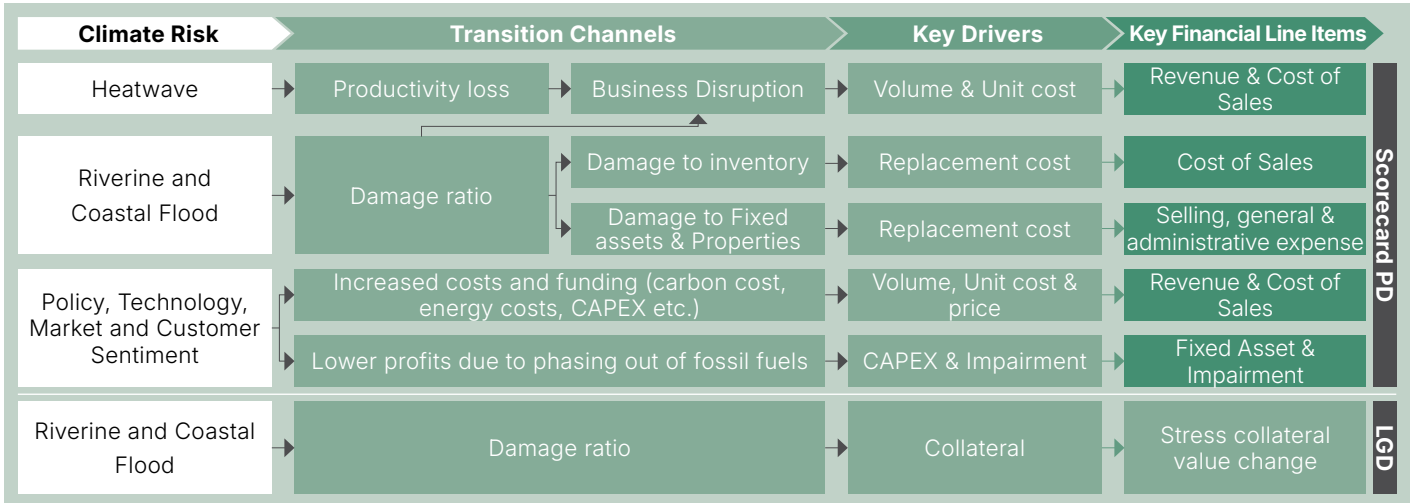 Climate Risk
Transition Channels
Key Drivers
Key Financial Line Items
Heatwave
Productivity loss
Business Disruption
Volume & Unit cost
Revenue & Cost of
Sales
Riverine and
Coastal Flood
Damage ratio
Damage to inventory
Replacement cost
Cost of Sales
Damage to Fixed
assets & Properties
Replacement cost
Selling, general &
administrative expense
Policy, Technology,
Market and Customer
Sentiment
Increased costs and funding (carbon cost,
energy costs, CAPEX etc.)
Volume, Unit cost &
price
Revenue & Cost of
Sales
Lower profits due to phasing out of fossil fuels
CAPEX & Impairment
Fixed Asset &
Impairment
Scorecard PD
Riverine and Coastal
Flood
Damage ratio
Collateral
Stress collateral
value change
LGD